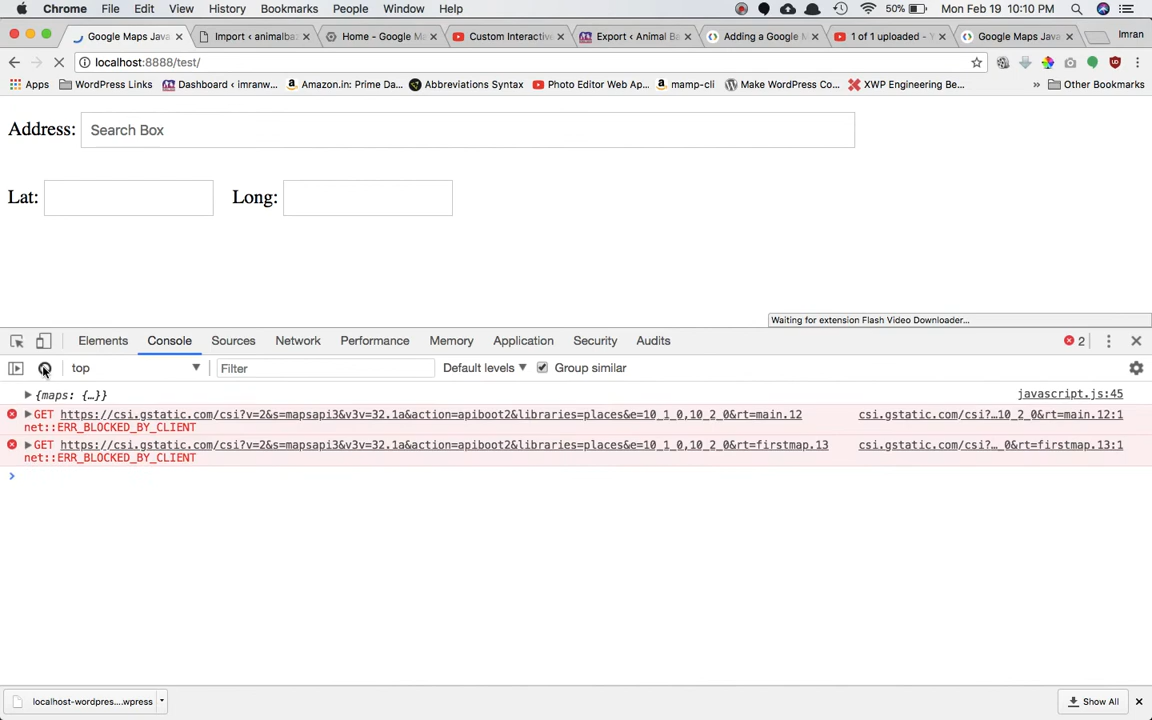 Chrome File Edit View History Bookmarks People Window Help 50% Mon Feb 19 10:10 PM
Google Maps Java Import ‹ animalba Home - Google Ma Custom Interactive Export ‹ Animal Ba Adding a Google M 1 of 1 uploaded - Y Google Maps Java Imran
localhost:8888/test/
Apps WordPress Links Dashboard ‹ imranw... Amazon.in: Prime Da... Abbreviations Syntax Photo Editor Web Ap... mamp-cli Make WordPress Co... XWP Engineering Be... » Other Bookmarks
Address: Search Box
Lat: Long:
Waiting for extension Flash Video Downloader...
Elements Console Sources Network Performance Memory Application Security Audits 2
top Filter Default levels Group similar
{maps: {…}} javascript.js:45
GET https://csi.gstatic.com/csi?v=2&s=mapsapi3&v3v=32.1a&action=apiboot2&libraries=places&e=10_1_0,10_2_0&rt=main.12 csi.gstatic.com/csi?…10_2_0&rt=main.12:1
net::ERR_BLOCKED_BY_CLIENT
GET https://csi.gstatic.com/csi?v=2&s=mapsapi3&v3v=32.1a&action=apiboot2&libraries=places&e=10_1_0,10_2_0&rt=firstmap.13 csi.gstatic.com/csi?…_0&rt=firstmap.13:1
net::ERR_BLOCKED_BY_CLIENT
localhost-wordpres....wpress Show All